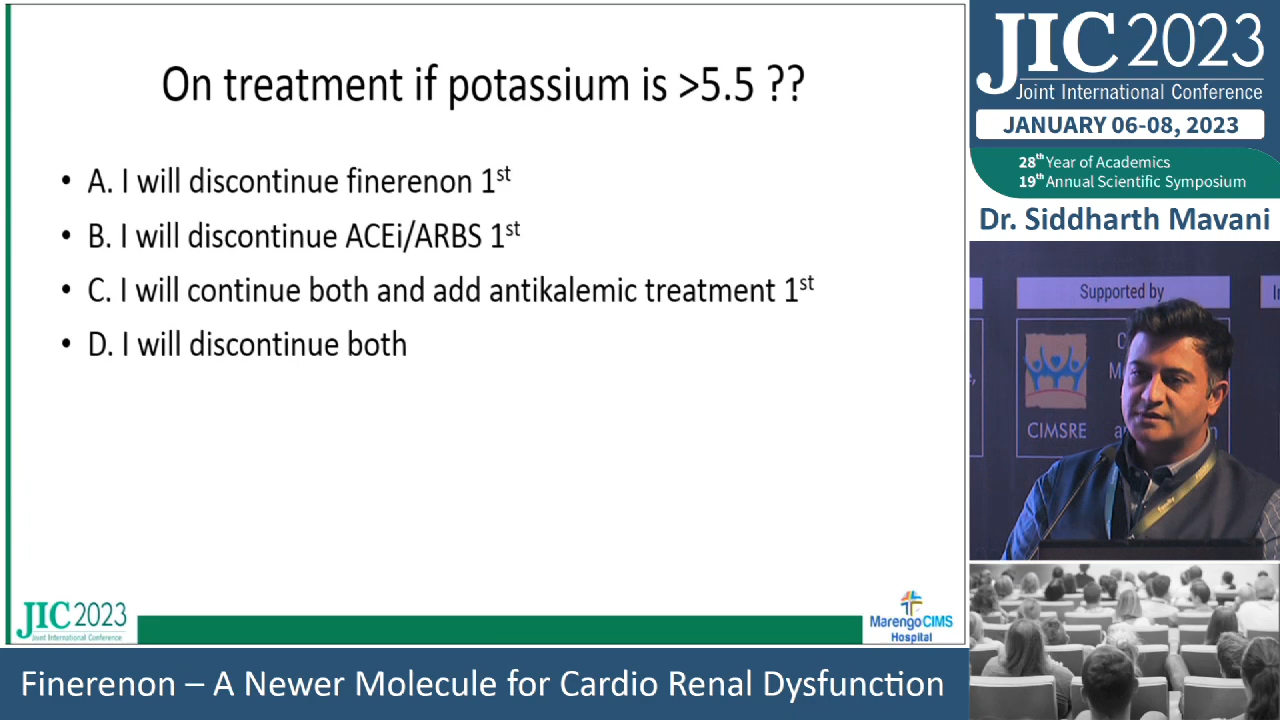 On treatment if potassium is >5.5 ??
• A. I will discontinue finerenon 1st
• B. I will discontinue ACEi/ARBS 1st
• C. I will continue both and add antikalemic treatment 1st
• D. I will discontinue both
JIC 2023
Joint International Conference
Marengo CIMS
Hospital
Finerenon – A Newer Molecule for Cardio Renal Dysfunction
JIC 2023
Joint International Conference
JANUARY 06-08, 2023
28th Year of Academics
19th Annual Scientific Symposium
Dr. Siddharth Mavani
Supported by
CIMSRE
Faculty